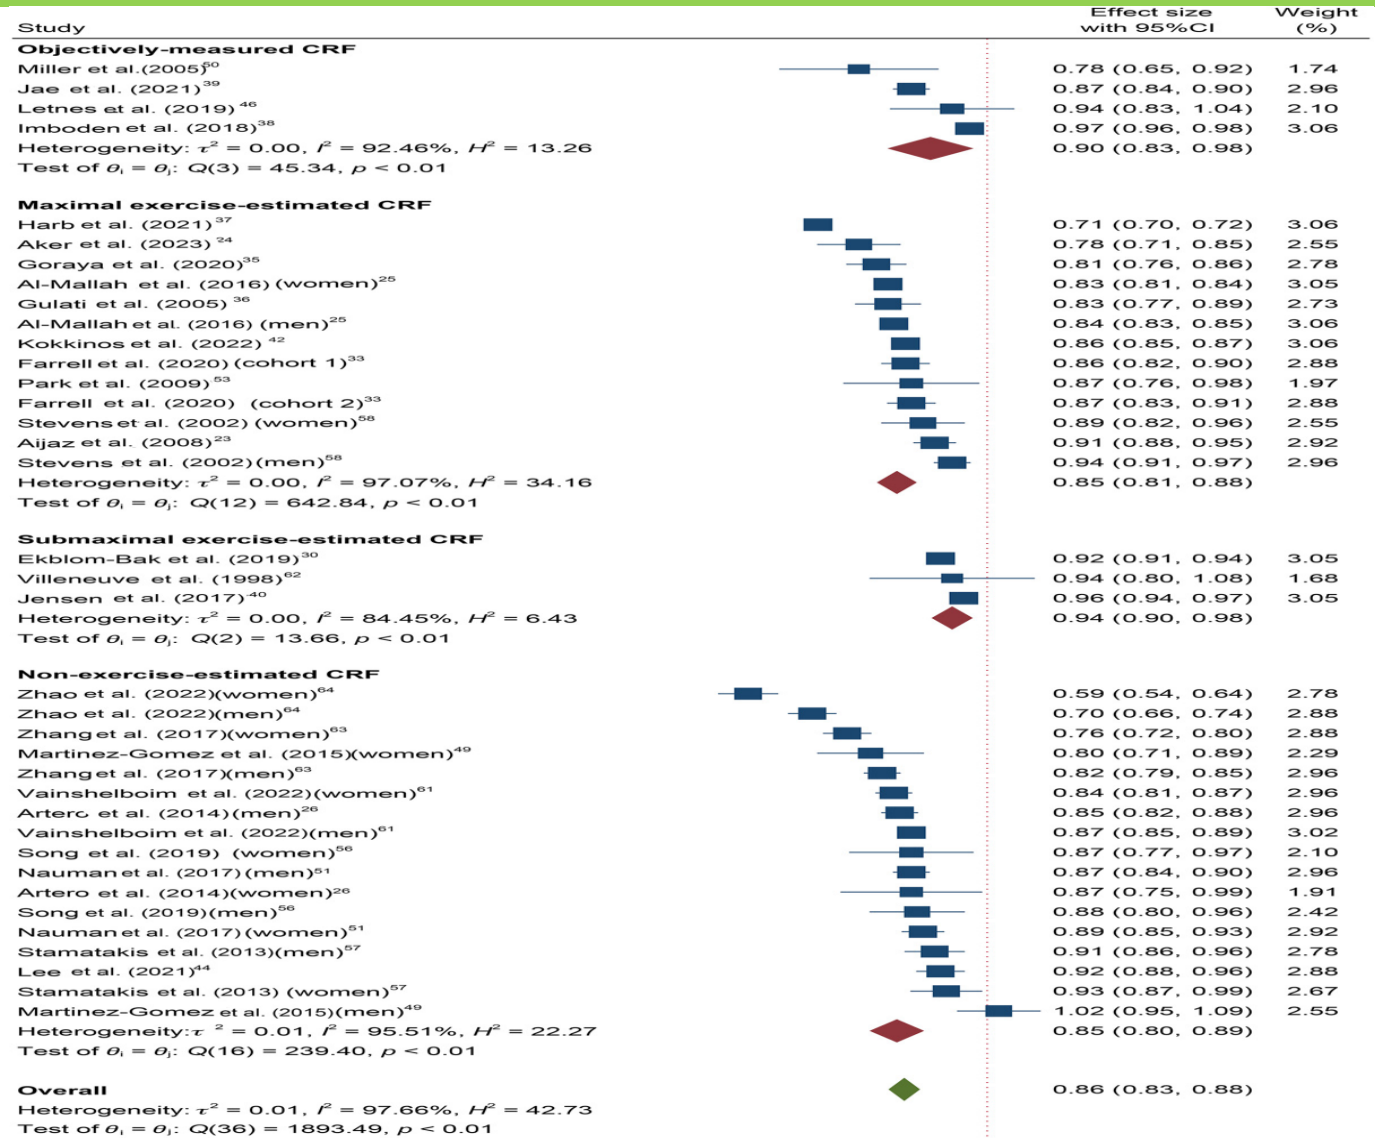 Study Effect size with 95%CI Weight (%)
Objectively-measured CRF
Miller et al.(2005)50 0.78 (0.65, 0.92) 1.74
Jae et al. (2021)39 0.87 (0.84, 0.90) 2.96
Letnes et al. (2019) 46 0.94 (0.83, 1.04) 2.10
Imboden et al. (2018)38 0.97 (0.96, 0.98) 3.06
Heterogeneity: τ2 = 0.00, I2 = 92.46%, H2 = 13.26 0.90 (0.83, 0.98)
Test of θi = θj: Q(3) = 45.34, p < 0.01
Maximal exercise-estimated CRF
Harb et al. (2021)37 0.71 (0.70, 0.72) 3.06
Aker et al. (2023) 24 0.78 (0.71, 0.85) 2.55
Goraya et al. (2020)35 0.81 (0.76, 0.86) 2.78
Al-Mallah et al. (2016) (women)25 0.83 (0.81, 0.84) 3.05
Gulati et al. (2005) 36 0.83 (0.77, 0.89) 2.73
Al-Mallah et al. (2016) (men)25 0.84 (0.83, 0.85) 3.06
Kokkinos et al. (2022) 42 0.86 (0.85, 0.87) 3.06
Farrell et al. (2020) (cohort 1)33 0.86 (0.82, 0.90) 2.88
Park et al. (2009) 53 0.87 (0.76, 0.98) 1.97
Farrell et al. (2020) (cohort 2)33 0.87 (0.83, 0.91) 2.88
Stevens et al. (2002) (women)58 0.89 (0.82, 0.96) 2.55
Aijaz et al. (2008)23 0.91 (0.88, 0.95) 2.92
Stevens et al. (2002)(men)58 0.94 (0.91, 0.97) 2.96
Heterogeneity: τ2 = 0.00, I2 = 97.07%, H2 = 34.16 0.85 (0.81, 0.88)
Test of θi = θj: Q(12) = 642.84, p < 0.01
Submaximal exercise-estimated CRF
Ekblom-Bak et al. (2019)30 0.92 (0.91, 0.94) 3.05
Villeneuve et al. (1998)62 0.94 (0.80, 1.08) 1.68
Jensen et al. (2017)40 0.96 (0.94, 0.97) 3.05
Heterogeneity: τ2 = 0.00, I2 = 84.45%, H2 = 6.43 0.94 (0.90, 0.98)
Test of θi = θj: Q(2) = 13.66, p < 0.01
Non-exercise-estimated CRF
Zhao et al. (2022)(women)64 0.59 (0.54, 0.64) 2.78
Zhao et al. (2022)(men)64 0.70 (0.66, 0.74) 2.88
Zhang et al. (2017)(women)63 0.76 (0.72, 0.80) 2.88
Martinez-Gomez et al. (2015)(women)49 0.80 (0.71, 0.89) 2.29
Zhang et al. (2017)(men)63 0.82 (0.79, 0.85) 2.96
Vainshelboim et al. (2022)(women)61 0.84 (0.81, 0.87) 2.96
Artero et al. (2014)(men)26 0.85 (0.82, 0.88) 2.96
Vainshelboim et al. (2022)(men)61 0.87 (0.85, 0.89) 3.02
Song et al. (2019) (women)56 0.87 (0.77, 0.97) 2.10
Nauman et al. (2017) (men)51 0.87 (0.84, 0.90) 2.96
Artero et al. (2014)(women)26 0.87 (0.75, 0.99) 1.91
Song et al. (2019)(men)56 0.88 (0.80, 0.96) 2.42
Nauman et al. (2017) (women)51 0.89 (0.85, 0.93) 2.92
Stamatakis et al. (2013)(men)57 0.91 (0.86, 0.96) 2.78
Lee et al. (2021)44 0.92 (0.88, 0.96) 2.88
Stamatakis et al. (2013) (women)57 0.93 (0.87, 0.99) 2.67
Martinez-Gomez et al. (2015)(men)49 1.02 (0.95, 1.09) 2.55
Heterogeneity: τ 2 = 0.01, I2 = 95.51%, H2 = 22.27 0.85 (0.80, 0.89)
Test of θi = θj: Q(16) = 239.40, p < 0.01
Overall 0.86 (0.83, 0.88)
Heterogeneity: τ2 = 0.01, I2 = 97.66%, H2 = 42.73
Test of θi = θj: Q(36) = 1893.49, p < 0.01